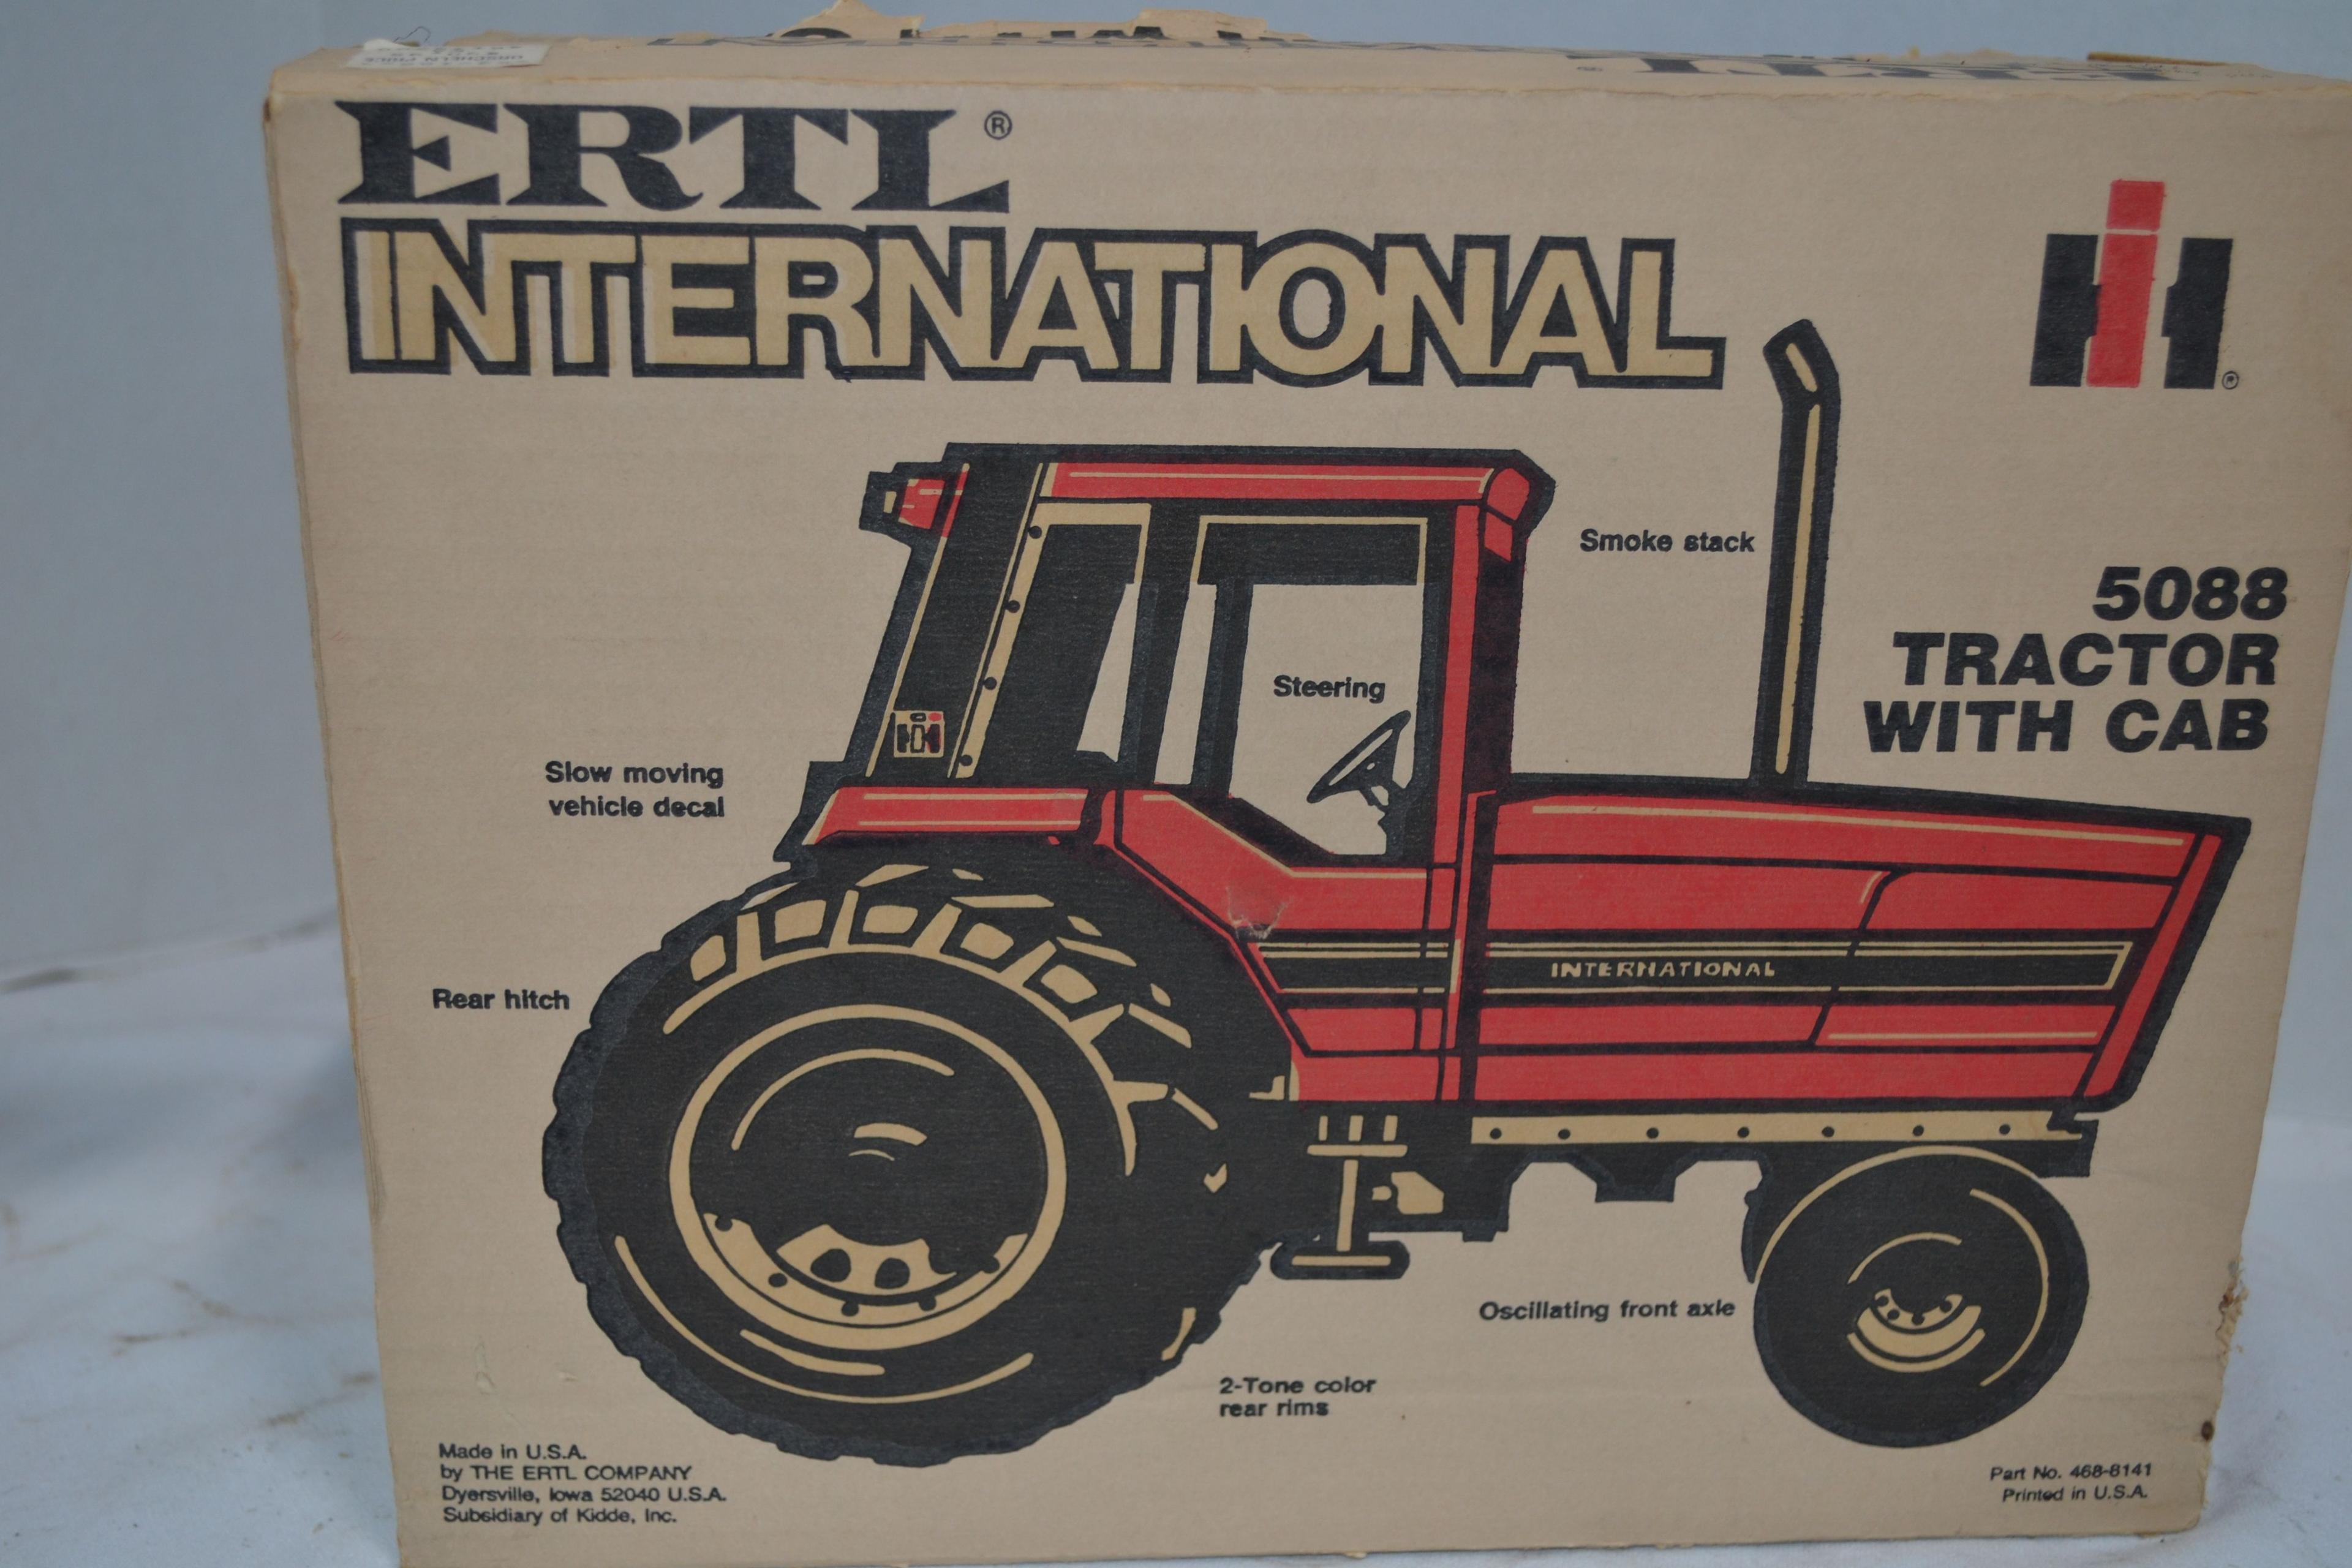 ERTL®
INTERNATIONAL
IH®
Smoke stack
5088
TRACTOR
WITH CAB
Steering
Slow moving
vehicle decal
Rear hitch
INTERNATIONAL
Oscillating front axle
2-Tone color
rear rims
Made in U.S.A.
by THE ERTL COMPANY
Dyersville, Iowa 52040 U.S.A.
Subsidiary of Kidde, Inc.
Part No. 468-8141
Printed in U.S.A.